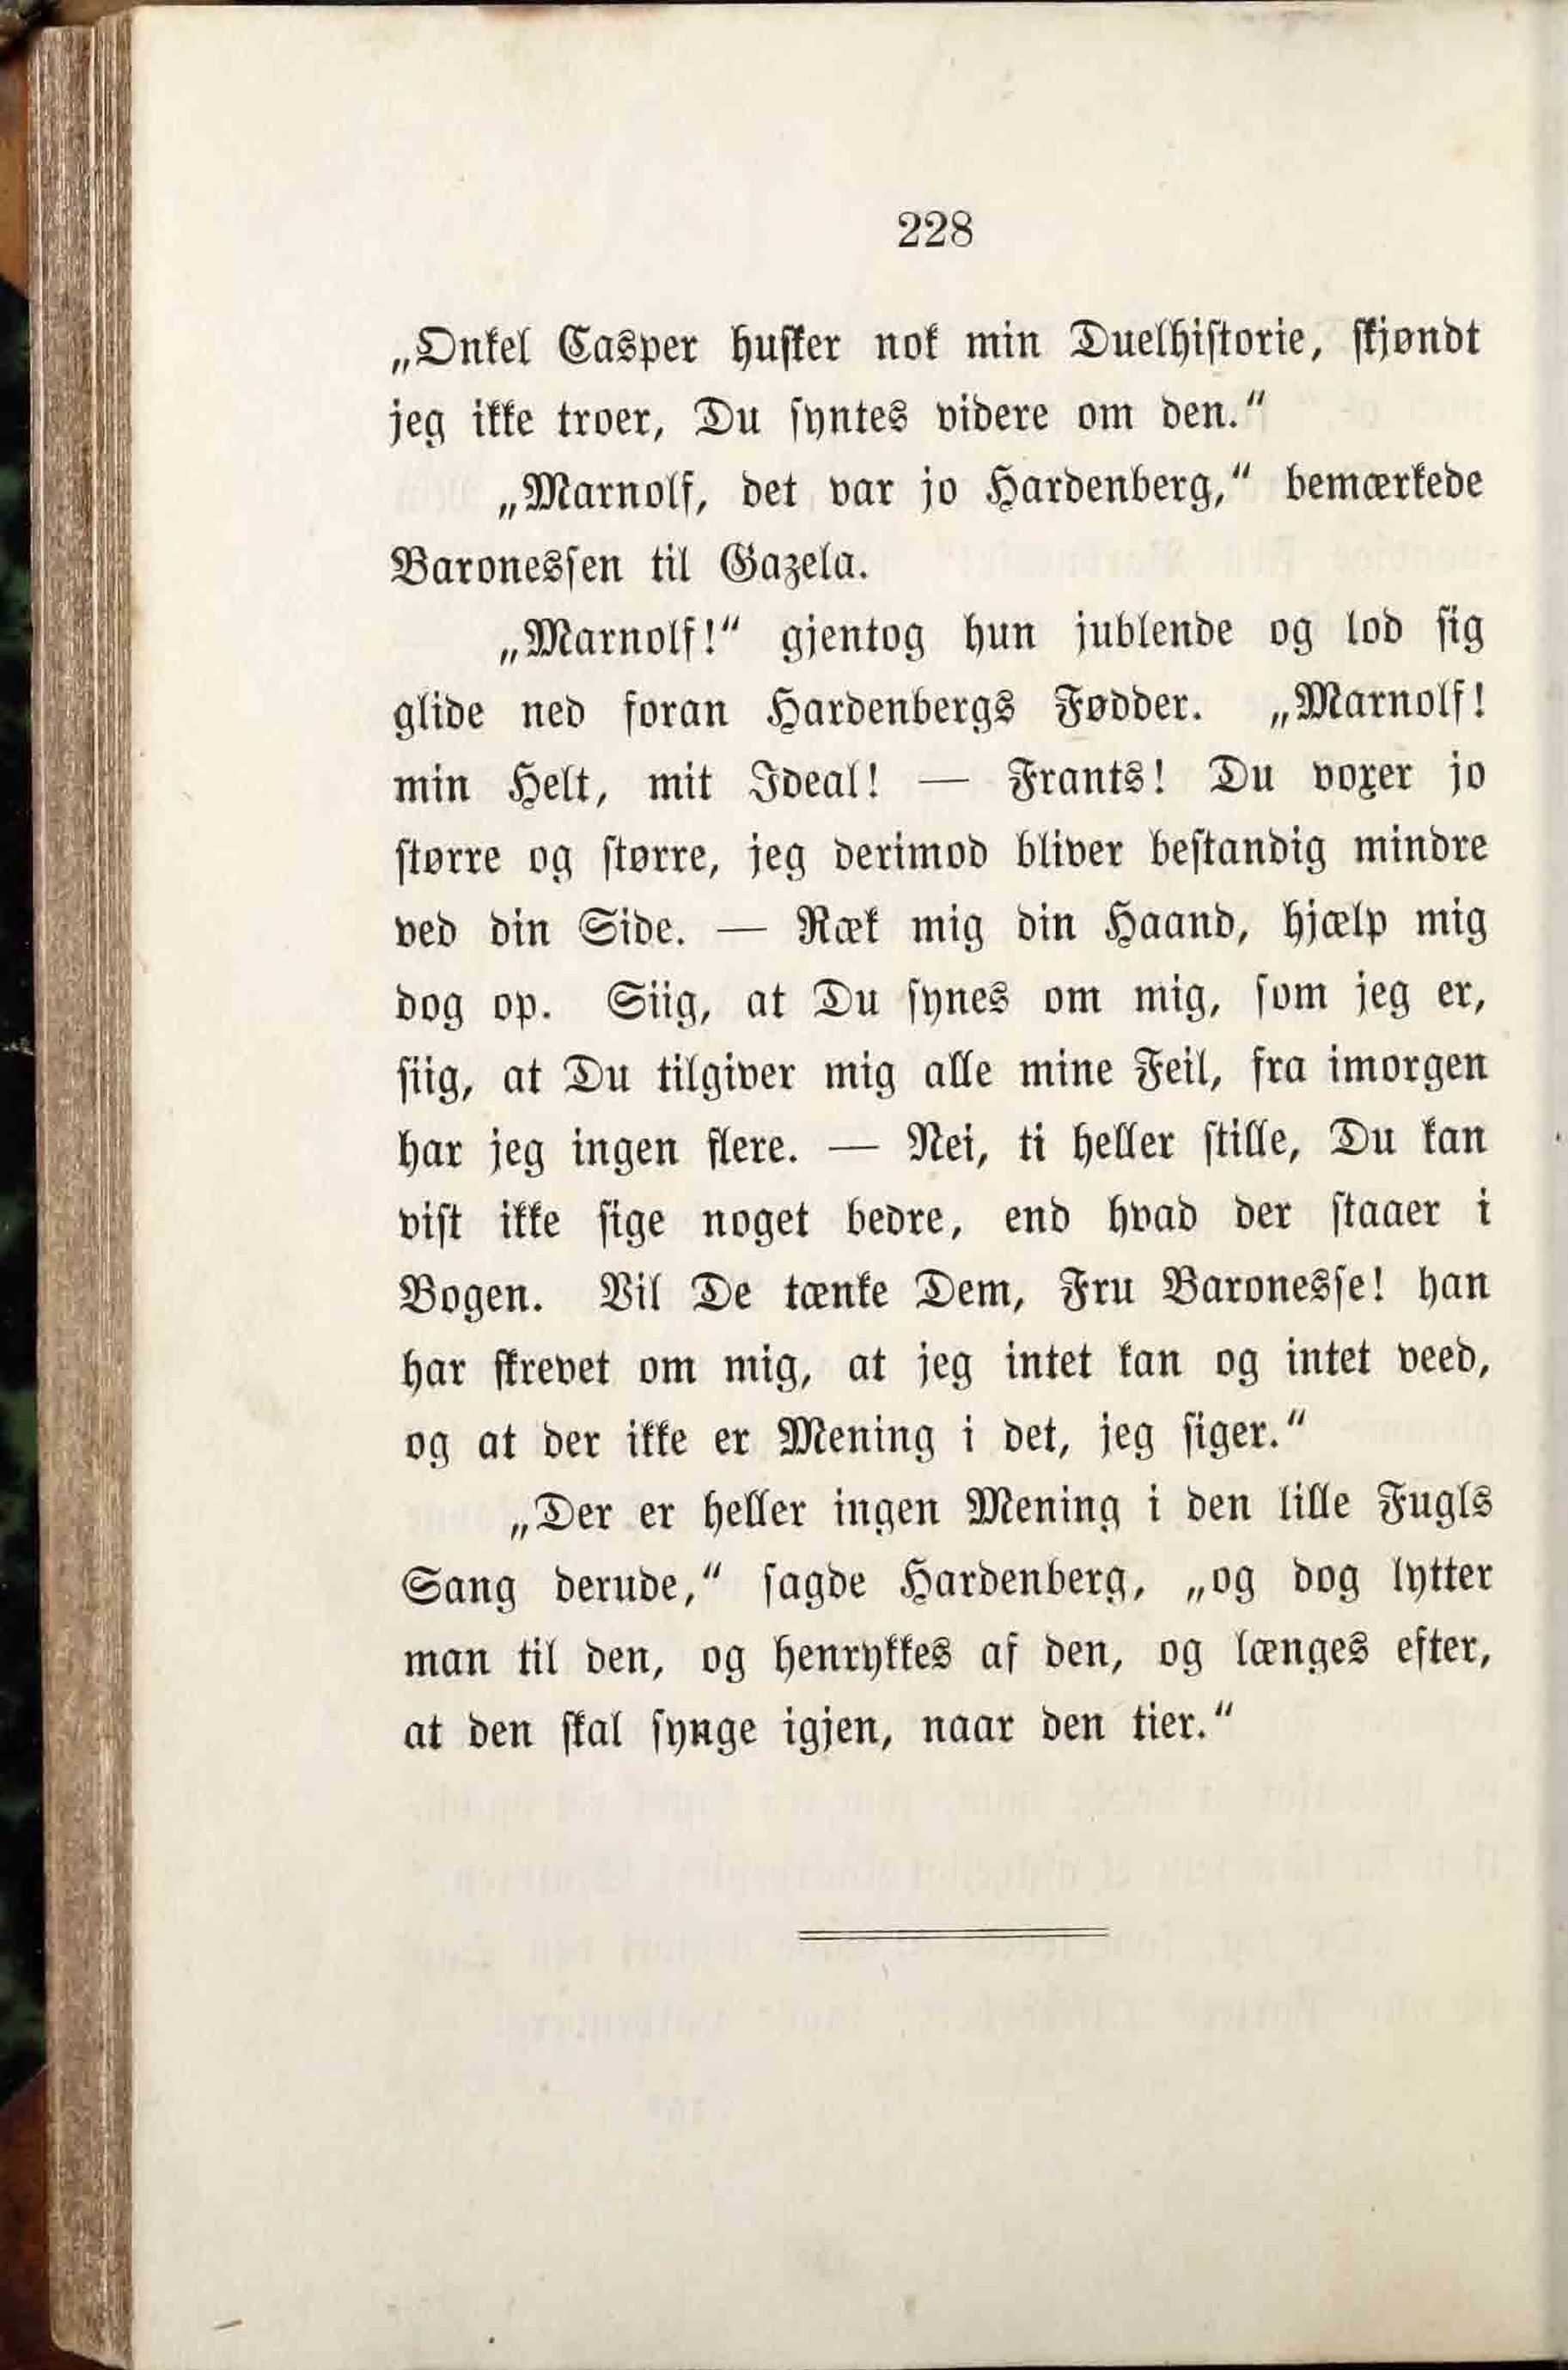 228
„Onkel Casper husker nok min Duelhistorie, skjøndt
jeg ikke troer, Du syntes videre om den.“
„Marnolf, det var jo Hardenberg,“ bemærkede
Baronessen til Gazela.
„Marnolf!“ gjentog hun jublende og lod sig
glide ned foran Hardenbergs Fødder. „Marnolf!
min Helt, mit Ideal! — Frants! Du voxer jo
større og større, jeg derimod bliver bestandig mindre
ved din Side. — Ræk mig din Haand, hjælp mig
dog op. Siig, at Du synes om mig, som jeg er,
siig, at Du tilgiver mig alle mine Feil, fra imorgen
har jeg ingen flere. — Nei, ti heller stille, Du kan
vist ikke sige noget bedre, end hvad der staaer i
Bogen. Vil De tænke Dem, Fru Baronesse! han
har skrevet om mig, at jeg intet kan og intet veed,
og at der ikke er Mening i det, jeg siger.“
„Der er heller ingen Mening i den lille Fugls
Sang derude,“ sagde Hardenberg, „og dog lytter
man til den, og henrykkes af den, og længes efter,
at den skal synge igjen, naar den tier.“